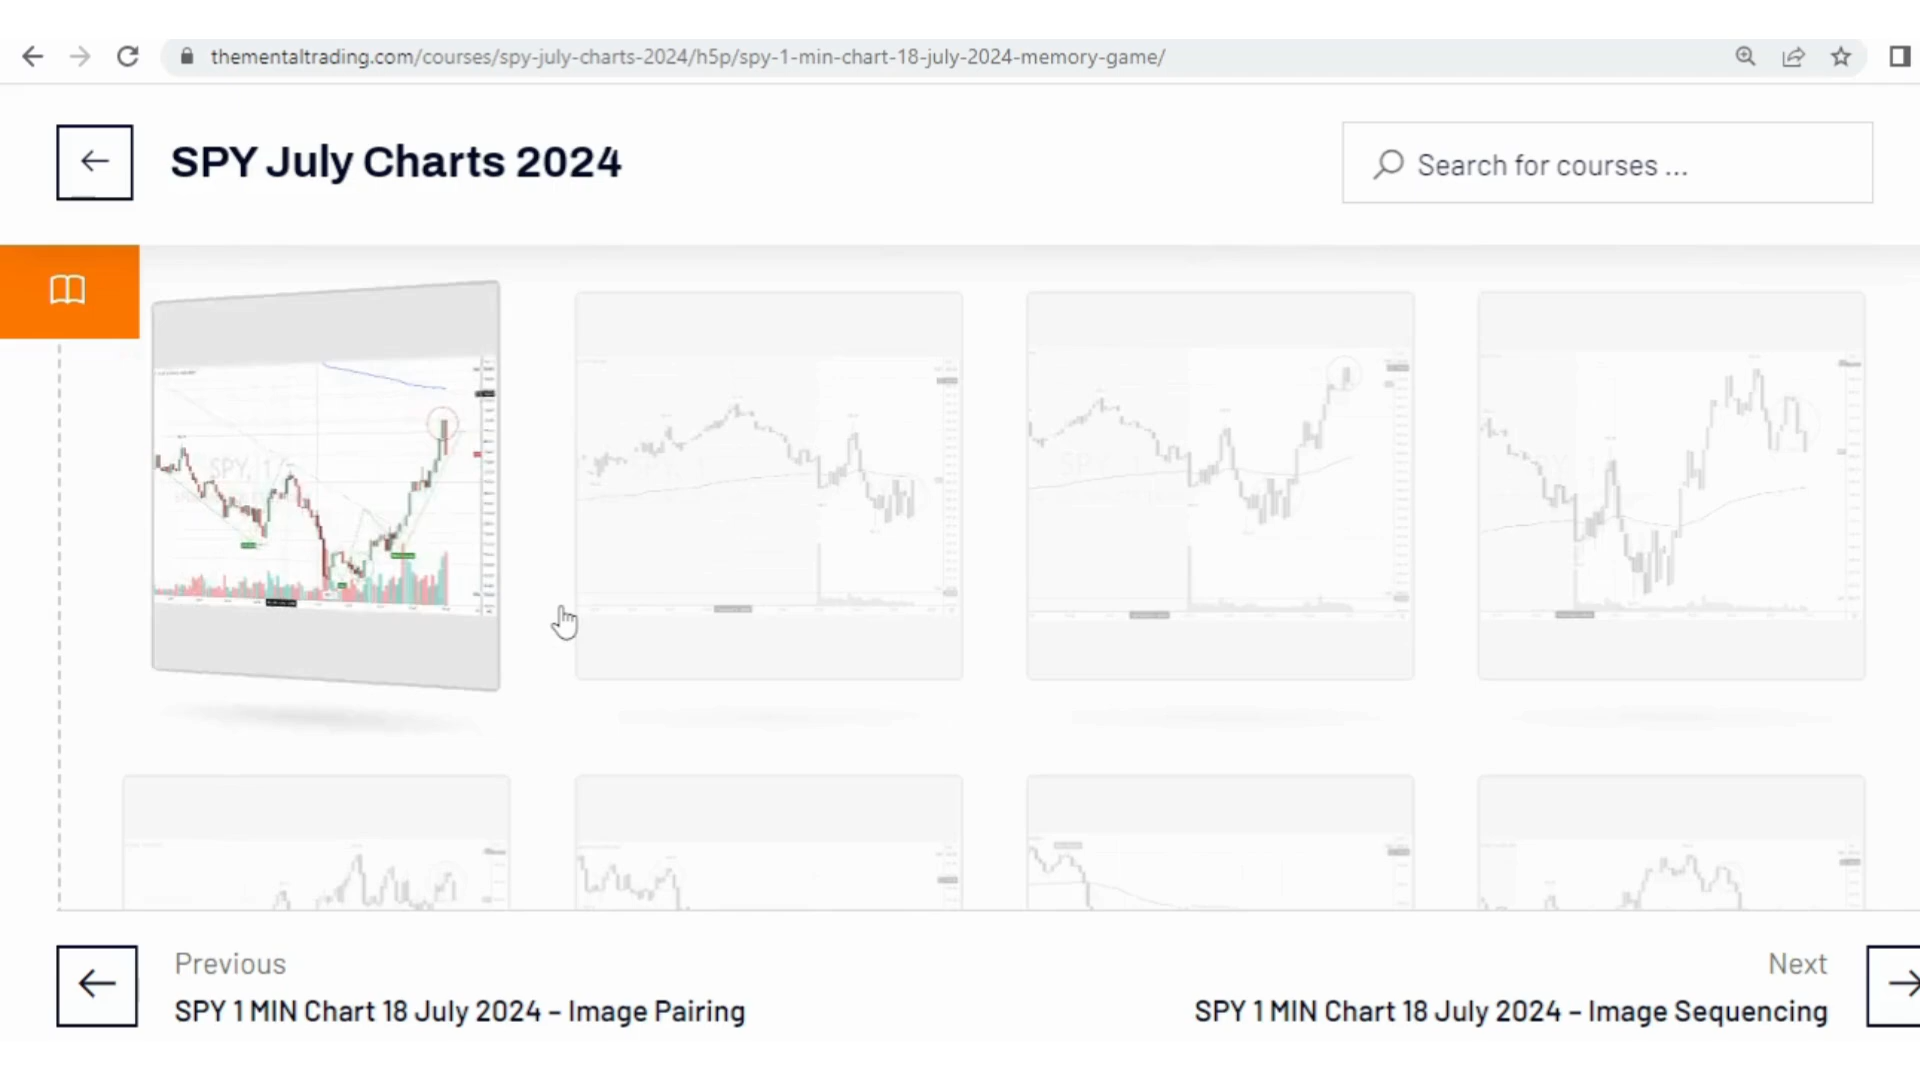 thementaltrading.com/courses/spy-july-charts-2024/h5p/spy-1-min-chart-18-july-2024-memory-game/
SPY July Charts 2024
Search for courses ...
SPY, 1
Previous
SPY 1 MIN Chart 18 July 2024 – Image Pairing
Next
SPY 1 MIN Chart 18 July 2024 – Image Sequencing